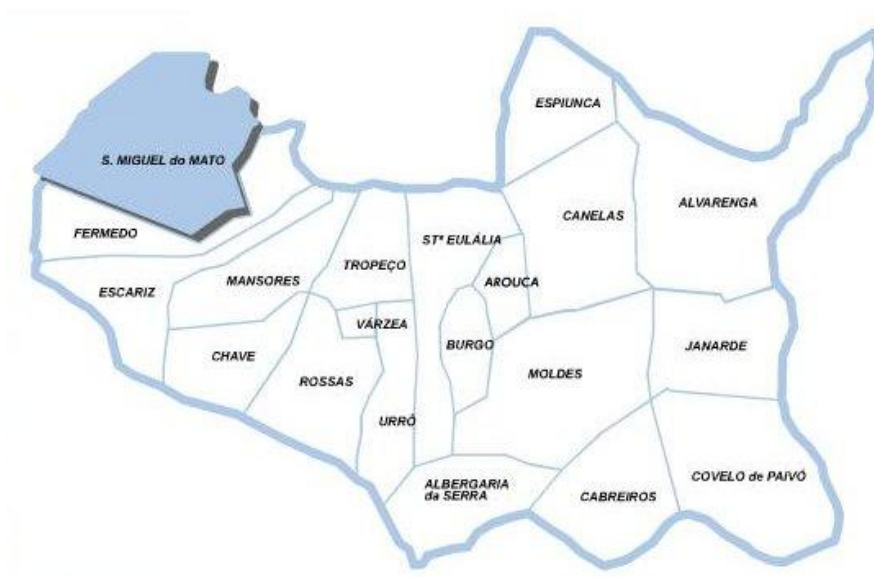 ESPIUNCA
S. MIGUEL do MATO
CANELAS
ALVARENGA
FERMEDO
STª EULÁLIA
TROPEÇO
MANSORES
AROUCA
ESCARIZ
VÁRZEA
BURGO
JANARDE
CHAVE
MOLDES
ROSSAS
URRÔ
COVELO de PAIVÓ
ALBERGARIA
da SERRA
CABREIROS